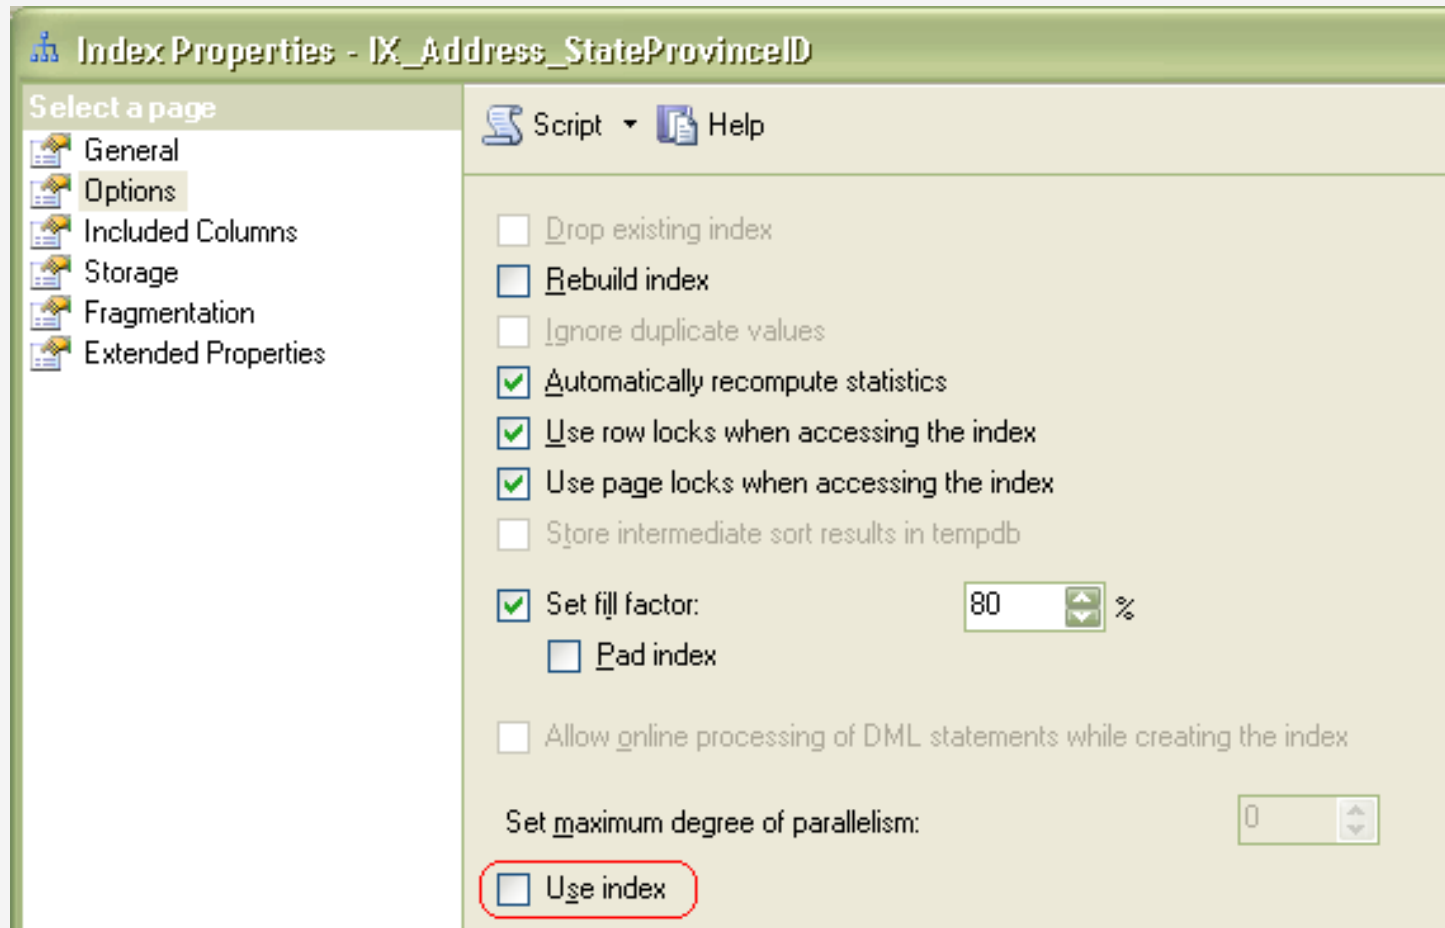 Index Properties - IX_Address_StateProvinceID
Select a page
General
Options
Included Columns
Storage
Fragmentation
Extended Properties
Script
Help
Drop existing index
Rebuild index
Ignore duplicate values
Automatically recompute statistics
Use row locks when accessing the index
Use page locks when accessing the index
Store intermediate sort results in tempdb
Set fill factor: 80 %
Pad index
Allow online processing of DML statements while creating the index
Set maximum degree of parallelism: 0
Use index